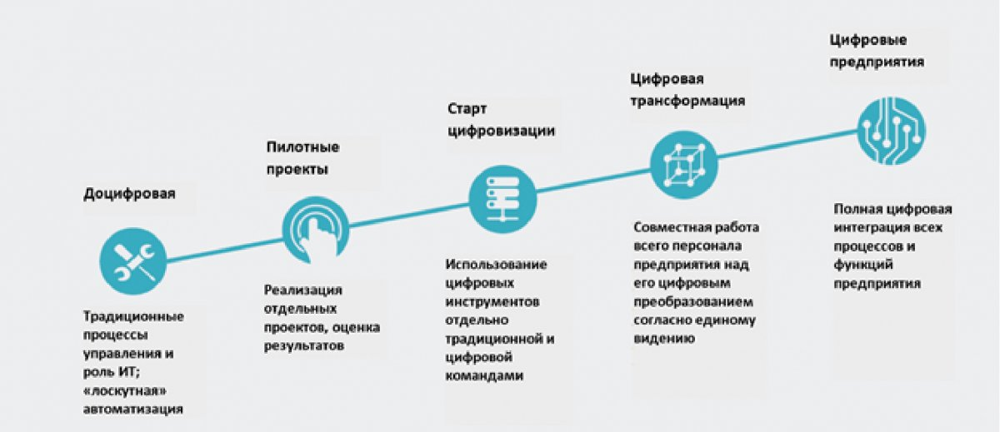 Доцифровая
Традиционные
процессы
управления и
роль ИТ;
«лоскутная»
автоматизация
Пилотные
проекты
Реализация
отдельных
проектов, оценка
результатов
Старт
цифровизации
Использование
цифровых
инструментов
отдельно
традиционной и
цифровой
командами
Цифровая
трансформация
Совместная работа
всего персонала
предприятия над
его цифровым
преобразованием
согласно единому
видению
Цифровые
предприятия
Полная цифровая
интеграция всех
процессов и
функций
предприятия